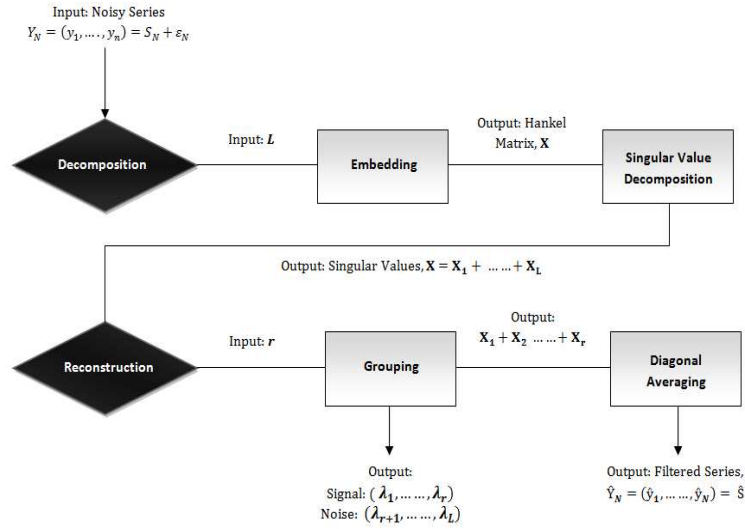 Input: Noisy Series
Y_N = (y_1, ...., y_n) = S_N + ε_N
Decomposition
Input: L
Embedding
Output: Hankel
Matrix, X
Singular Value
Decomposition
Output: Singular Values, X = X_1 + ...... + X_L
Reconstruction
Input: r
Grouping
Output:
X_1 + X_2 ...... + X_r
Diagonal
Averaging
Output:
Signal: (λ_1, ......, λ_r)
Noise: (λ_{r+1}, ......, λ_L)
Output: Filtered Series,
Ŷ_N = (ŷ_1, ......, ŷ_N) = Ŝ